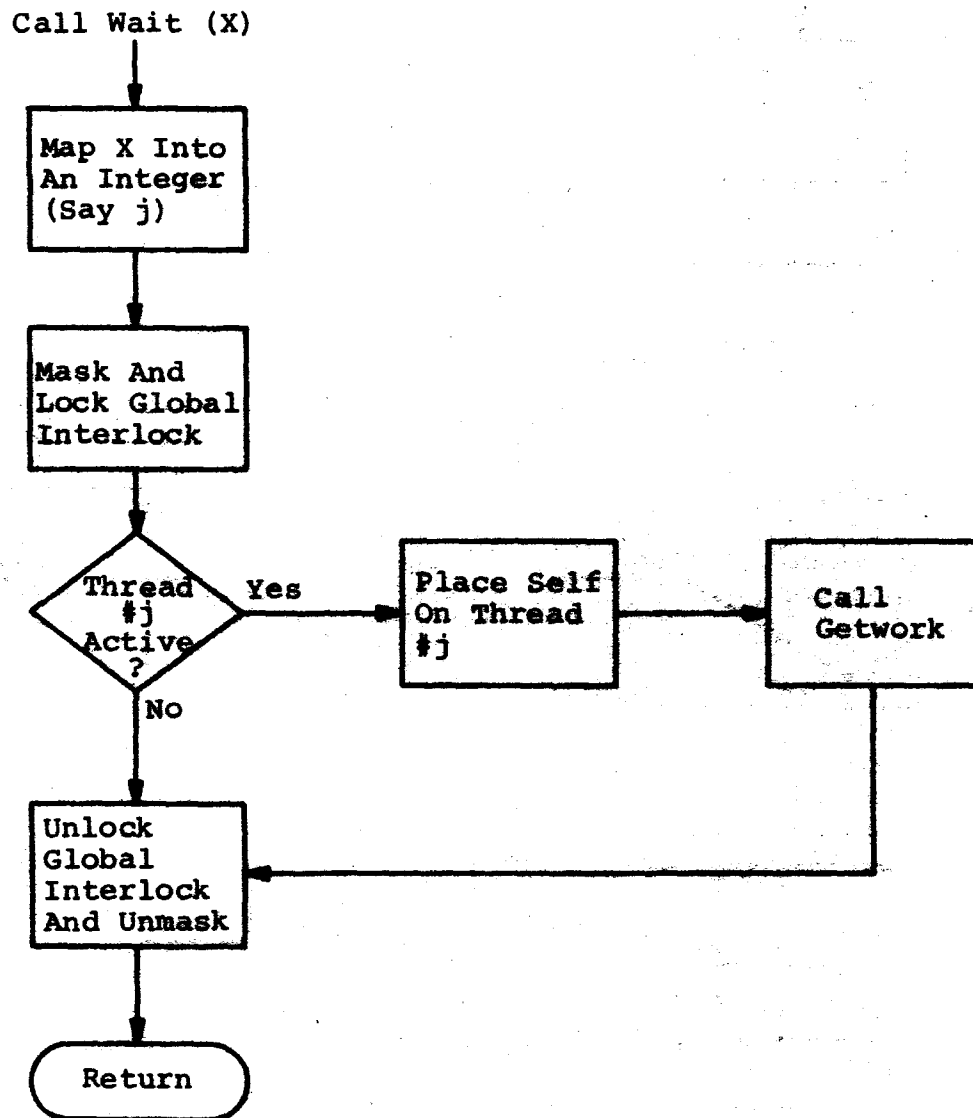 Call Wait (X)
Map X Into
An Integer
(Say j)
Mask And
Lock Global
Interlock
Thread
#j
Active
?
Yes
No
Place Self
On Thread
#j
Call
Getwork
Unlock
Global
Interlock
And Unmask
Return